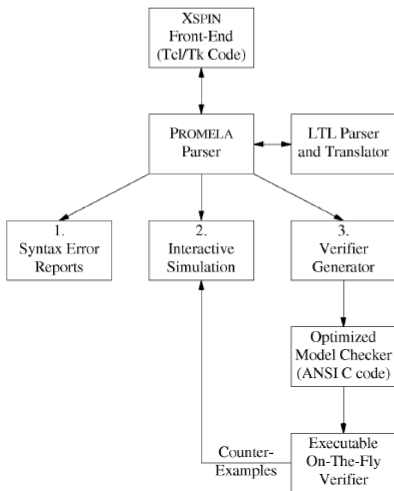 XSPIN
Front-End
(Tcl/Tk Code)
PROMELA
Parser
LTL Parser
and Translator
1.
Syntax Error
Reports
2.
Interactive
Simulation
3.
Verifier
Generator
Optimized
Model Checker
(ANSI C code)
Counter-
Examples
Executable
On-The-Fly
Verifier